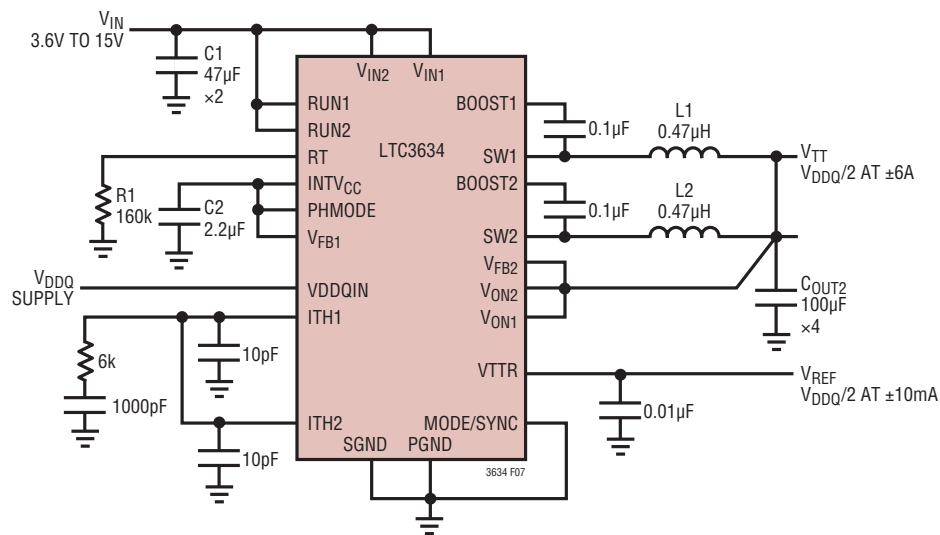 VIN
3.6V TO 15V
C1
47µF
×2
VIN2
VIN1
RUN1
RUN2
RT
INTVCC
PHMODE
VFB1
VDDQIN
ITH1
ITH2
SGND
PGND
LTC3634
BOOST1
SW1
BOOST2
SW2
VFB2
VON2
VON1
VTTR
MODE/SYNC
R1
160k
C2
2.2µF
VDDQ
SUPPLY
6k
1000pF
10pF
10pF
0.1µF
L1
0.47µH
VTT
VDDQ/2 AT ±6A
0.1µF
L2
0.47µH
COUT2
100µF
×4
VREF
VDDQ/2 AT ±10mA
0.01µF
3634 F07